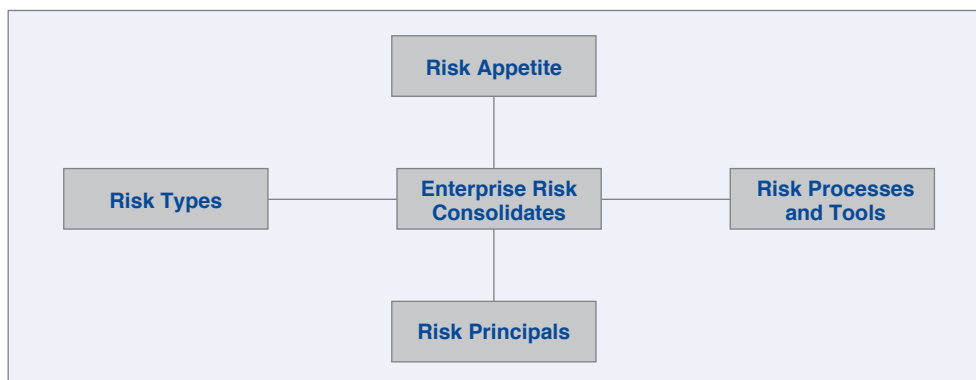 Risk Appetite
Risk Types
Enterprise Risk
Consolidates
Risk Processes
and Tools
Risk Principals